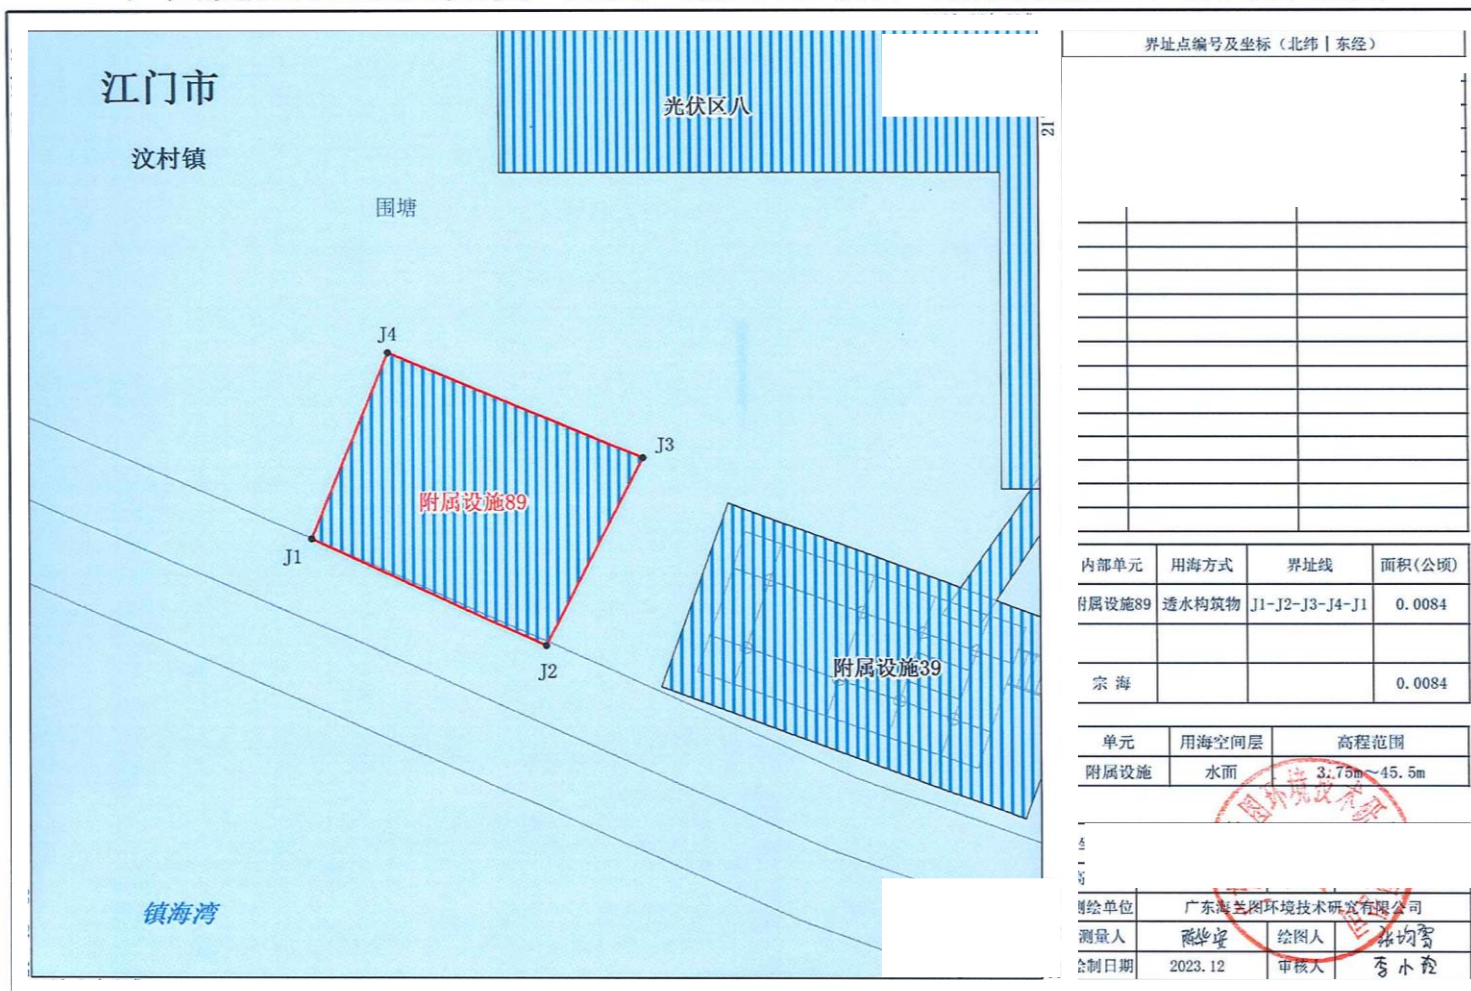 江门市
汶村镇
围塘
光伏区八
21
J4
J3
附属设施89
J1
J2
附属设施39
镇海湾
界址点编号及坐标（北纬|东经）
内部单元 用海方式 界址线 面积(公顷)
附属设施89 透水构筑物 J1-J2-J3-J4-J1 0.0084
宗海 0.0084
单元 用海空间层 高程范围
附属设施 水面 3.75m~45.5m
测绘单位 广东海兰图环境技术研究有限公司
测量人 绘图人
绘制日期 2023.12 审核人